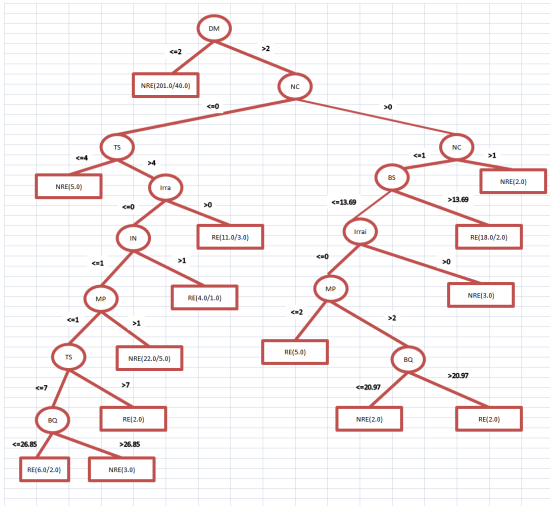 DM
<=2
>2
NRE(201.0/40.0)
NC
<=0
>0
TS
NC
<=4
>4
<=1
>1
NRE(5.0)
Irra
BS
NRE(2.0)
<=0
>0
<=13.69
>13.69
IN
RE(11.0/3.0)
Irrai
RE(18.0/2.0)
<=1
>1
<=0
>0
MP
RE(4.0/1.0)
MP
NRE(3.0)
<=1
>1
<=2
>2
TS
NRE(22.0/5.0)
RE(5.0)
BQ
<=7
>7
<=20.97
>20.97
BQ
RE(2.0)
NRE(2.0)
RE(2.0)
<=26.85
>26.85
RE(6.0/2.0)
NRE(3.0)